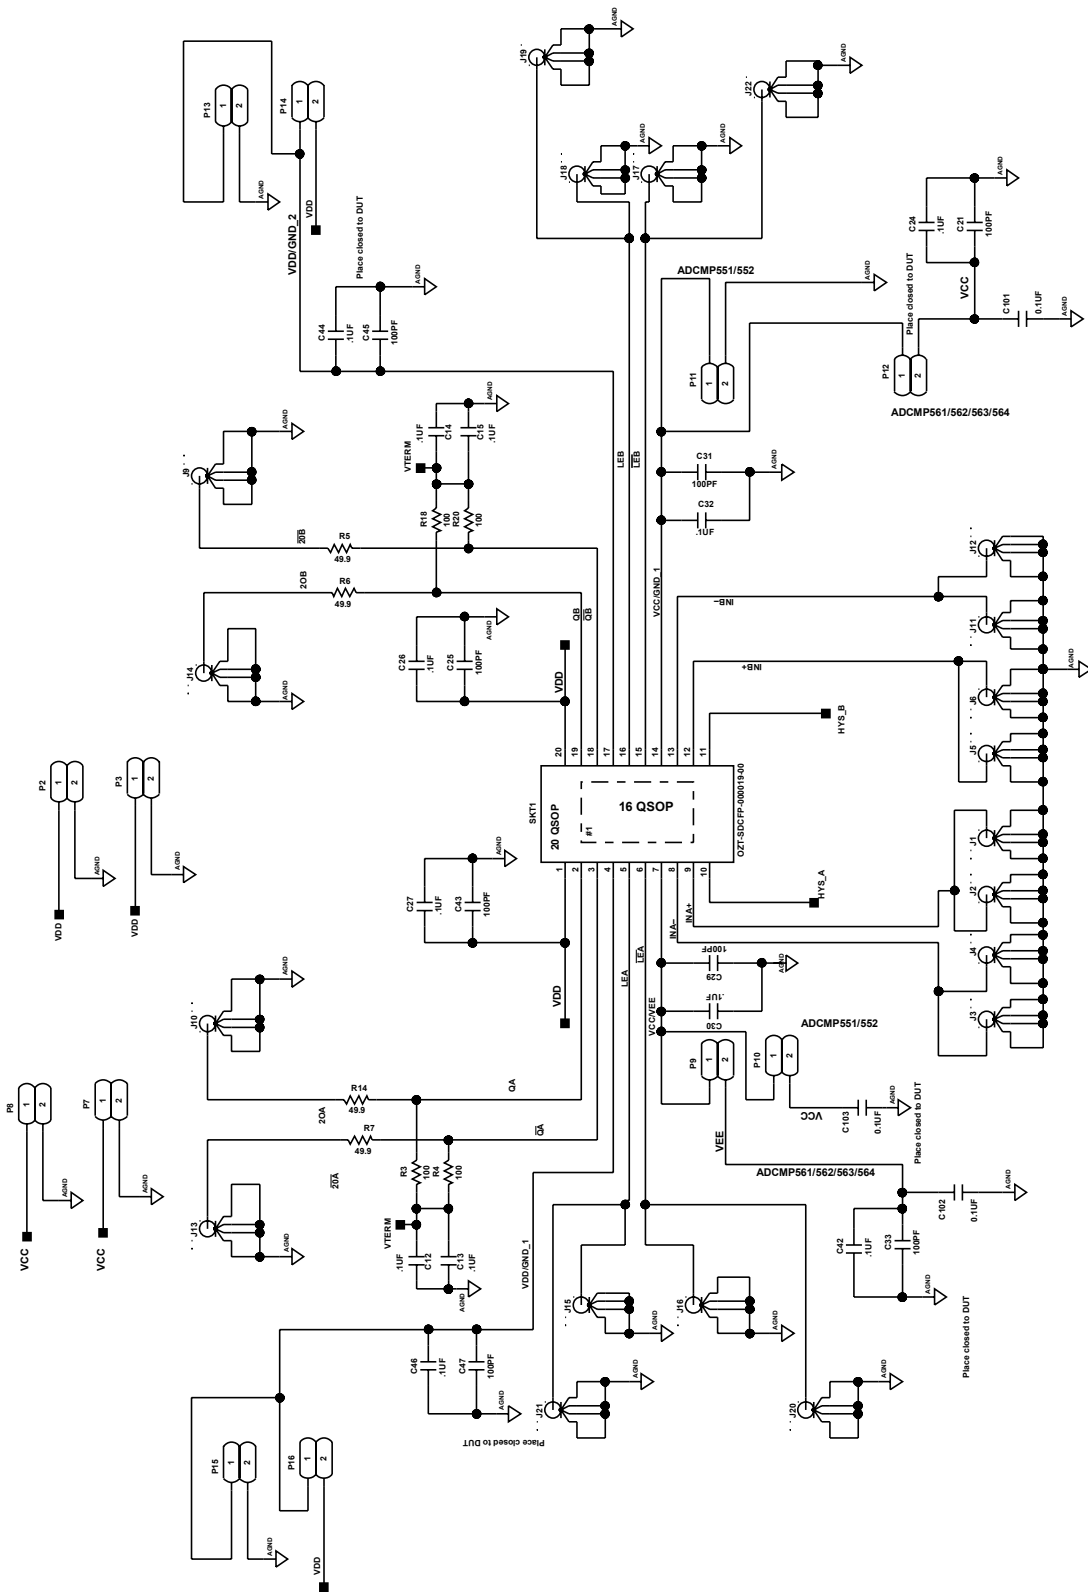 AGND
J19
AGND
J22
P13
1
2
AGND
P14
1
2
VDD
VDD/GND_2
Place closed to DUT
C44
.1UF
C45
100PF
AGND
J18
AGND
J17
AGND
ADCMP551/552
P11
1
2
AGND
C24
.1UF
C21
100PF
AGND
Place closed to DUT
VCC
C101
0.1UF
AGND
P12
1
2
ADCMP561/562/563/564
J9
AGND
.1UF
C14
C15
.1UF
AGND
VTERM
R18
100
R20
100
LEB
LEB
C31
100PF
C32
.1UF
AGND
2OB
R5
49.9
2OB
R6
49.9
J14
AGND
QB
QB
C26
.1UF
C25
100PF
AGND
VDD
VCC/GND_1
INB–
INB+
J12
J11
J6
J5
AGND
HYS_B
20
19
18
17
16
15
14
13
12
11
SKT1
20 QSOP
#1
16 QSOP
OZT-SDCFP-000019-00
1
2
3
4
5
6
7
8
9
10
P2
1
2
VDD
AGND
P3
1
2
VDD
AGND
C27
.1UF
C43
100PF
AGND
VDD
HYS_A
INA+
INA–
J1
J2
J4
J3
LEA
LEA
VCC/VEE
C29
100PF
C30
.1UF
AGND
J10
AGND
QA
QA
2OA
R14
49.9
2OA
R7
49.9
J13
AGND
R3
100
R4
100
VTERM
.1UF
C12
C13
.1UF
AGND
P8
1
2
VCC
AGND
P7
1
2
VCC
AGND
P9
1
2
VEE
P10
1
2
ADCMP551/552
VCC
C103
0.1UF
AGND
Place closed to DUT
ADCMP561/562/563/564
C102
0.1UF
AGND
C42
.1UF
C33
100PF
AGND
Place closed to DUT
VDD/GND_1
C46
.1UF
C47
100PF
AGND
Place closed to DUT
J15
AGND
J16
AGND
J21
AGND
J20
AGND
P15
1
2
AGND
P16
1
2
VDD